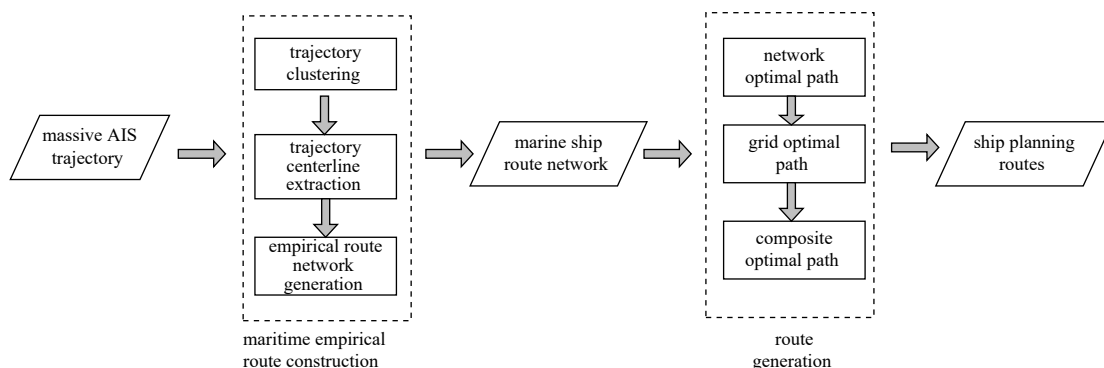 massive AIS
trajectory
trajectory
clustering
trajectory
centerline
extraction
empirical route
network
generation
maritime empirical
route construction
marine ship
route network
network
optimal path
grid optimal
path
composite
optimal path
route
generation
ship planning
routes